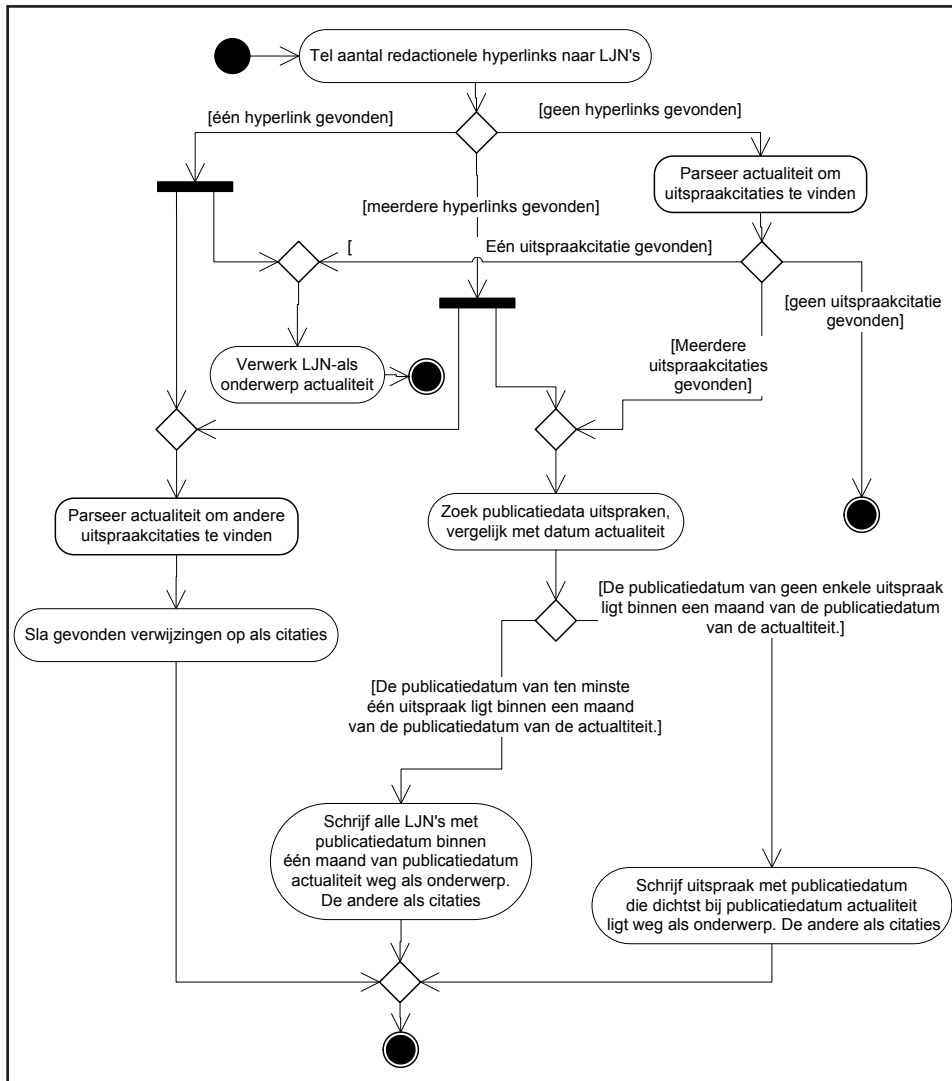 Tel aantal redactionele hyperlinks naar LJN's
[één hyperlink gevonden]
[geen hyperlinks gevonden]
Parseer actualiteit om
uitspraakcitaties te vinden
[meerdere hyperlinks gevonden]
[ Eén uitspraakcitatie gevonden]
[geen uitspraakcitatie
gevonden]
[Meerdere
uitspraakcitaties
gevonden]
Verwerk LJN-als
onderwerp actualiteit
Parseer actualiteit om andere
uitspraakcitaties te vinden
Zoek publicatiedata uitspraken,
vergelijk met datum actualiteit
Sla gevonden verwijzingen op als citaties
[De publicatiedatum van geen enkele uitspraak
ligt binnen een maand van de publicatiedatum
van de actualtiteit.]
[De publicatiedatum van ten minste
één uitspraak ligt binnen een maand
van de publicatiedatum van de actualtiteit.]
Schrijf alle LJN's met
publicatiedatum binnen
één maand van publicatiedatum
actualiteit weg als onderwerp.
De andere als citaties
Schrijf uitspraak met publicatiedatum
die dichtst bij publicatiedatum actualiteit
ligt weg als onderwerp. De andere als citaties